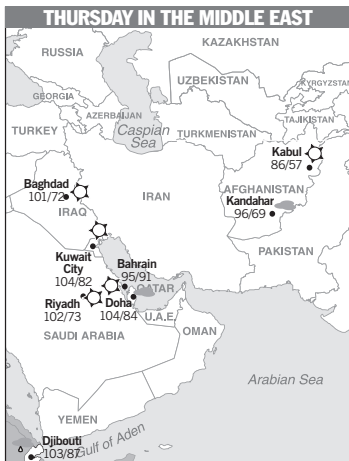 THURSDAY IN THE MIDDLE EAST
KAZAKHSTAN
RUSSIA
UZBEKISTAN
KYRGYZSTAN
GEORGIA
AZERBAIJAN
TAJIKISTAN
TURKEY
Caspian
Sea
TURKMENISTAN
Kabul
86/57
Baghdad
101/72
IRAQ
IRAN
AFGHANISTAN
Kandahar
96/69
PAKISTAN
Kuwait
City
104/82
Bahrain
95/91
QATAR
Riyadh
102/73
Doha
104/84
U.A.E.
SAUDI ARABIA
OMAN
Arabian Sea
YEMEN
Djibouti
103/87
Gulf of Aden